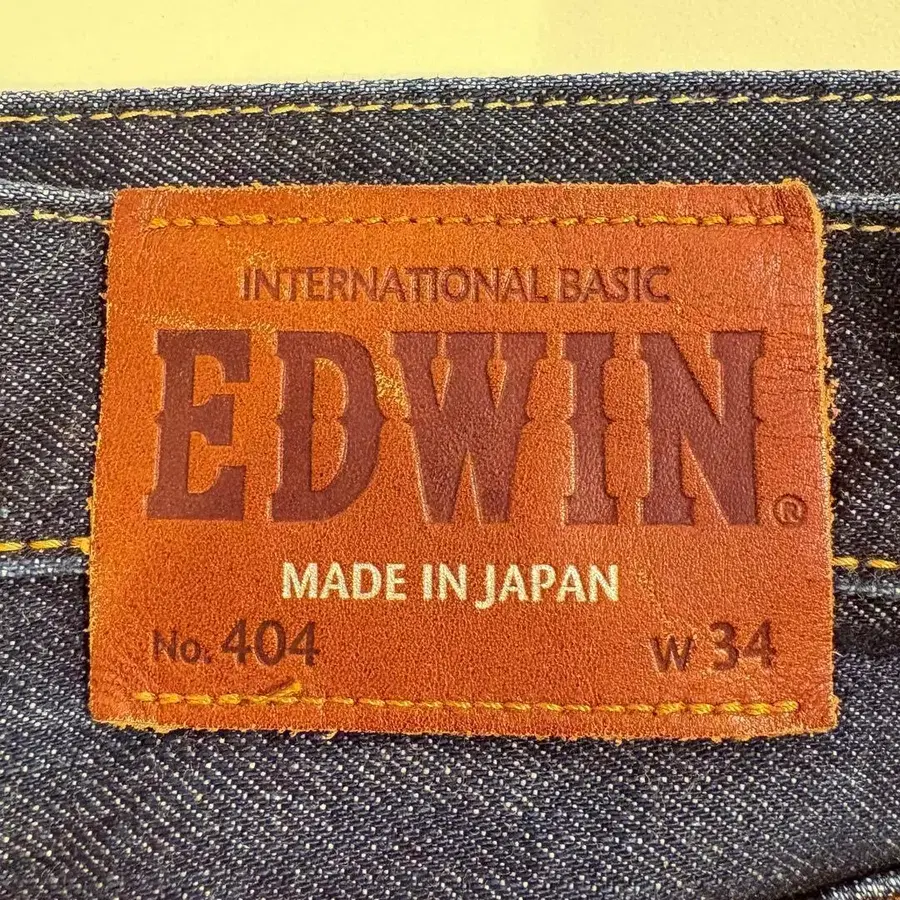 INTERNATIONAL BASIC
EDWIN®
MADE IN JAPAN
No. 404 W 34